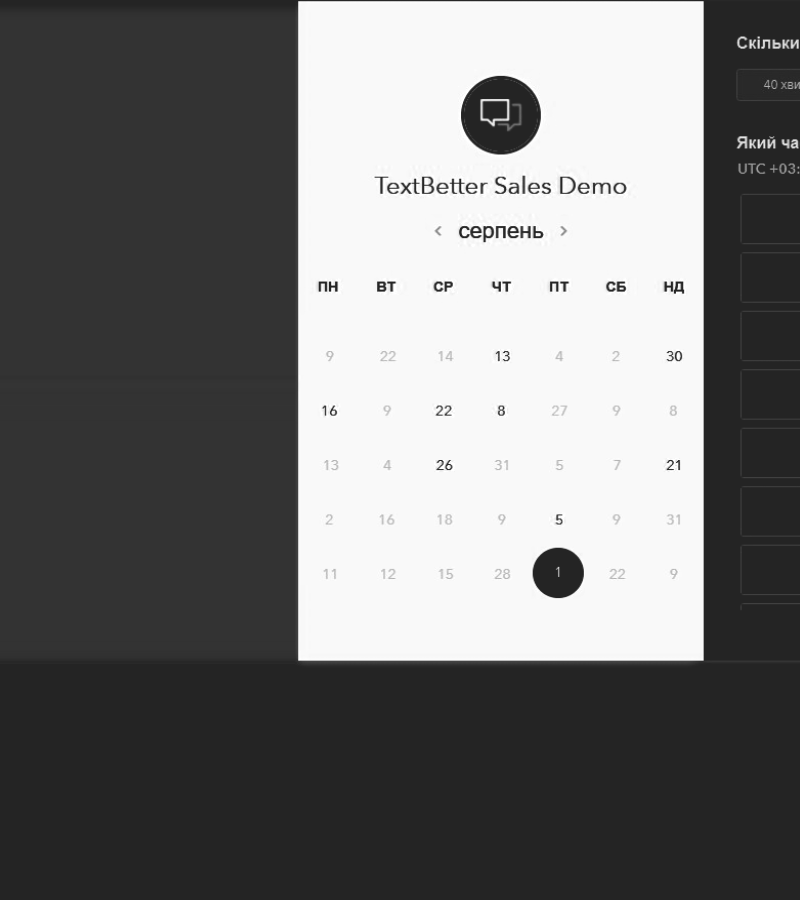 TextBetter Sales Demo
< серпень >
ПН ВТ СР ЧТ ПТ СБ НД
9 22 14 13 4 2 30
16 9 22 8 27 9 8
13 4 26 31 5 7 21
2 16 18 9 5 9 31
11 12 15 28 1 22 9
Скільки
40 хви
Який ча
UTC +03: